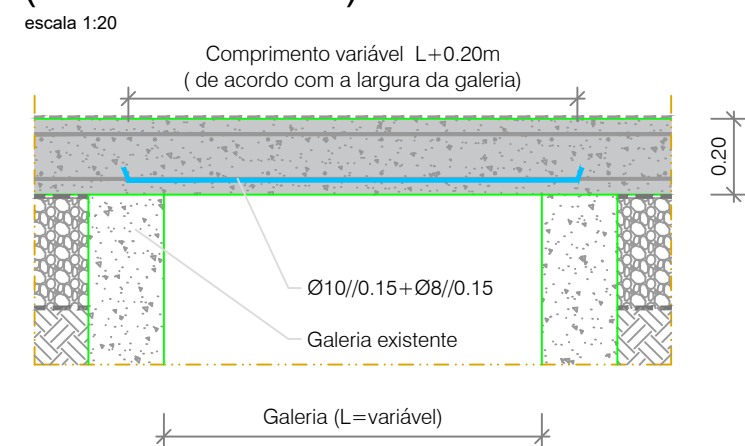 escala 1:20
Comprimento variável L+0.20m
( de acordo com a largura da galeria)
0.20
Ø10//0.15+Ø8//0.15
Galeria existente
Galeria (L=variável)